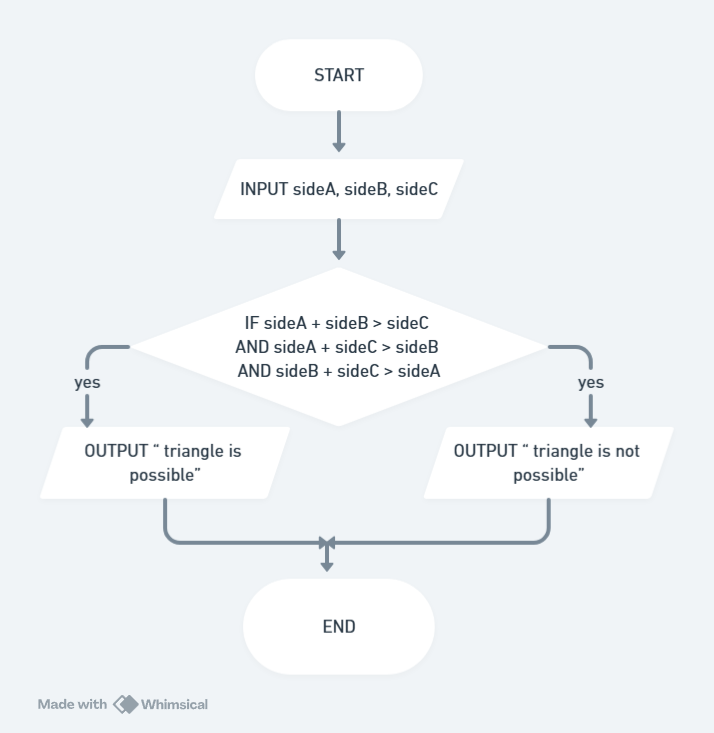 START
INPUT sideA, sideB, sideC
IF sideA + sideB > sideC
AND sideA + sideC > sideB
AND sideB + sideC > sideA
yes
yes
OUTPUT “ triangle is
possible”
OUTPUT “ triangle is not
possible”
END
Made with Whimsical